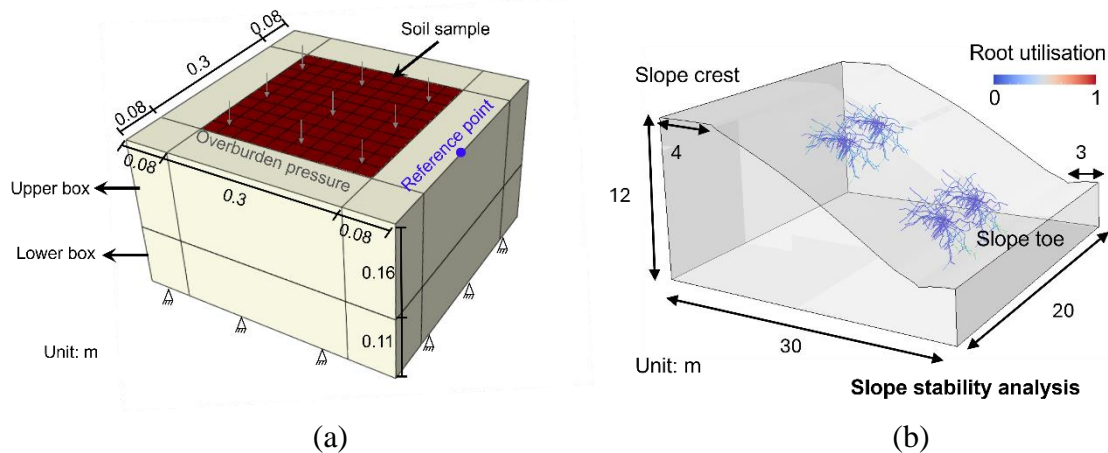 0.08
0.3
0.08
Soil sample
Overburden pressure
Reference point
0.08
0.3
0.08
Upper box
Lower box
0.16
0.11
Unit: m
(a)
Root utilisation
0
1
Slope crest
4
12
3
Slope toe
20
30
Unit: m
Slope stability analysis
(b)